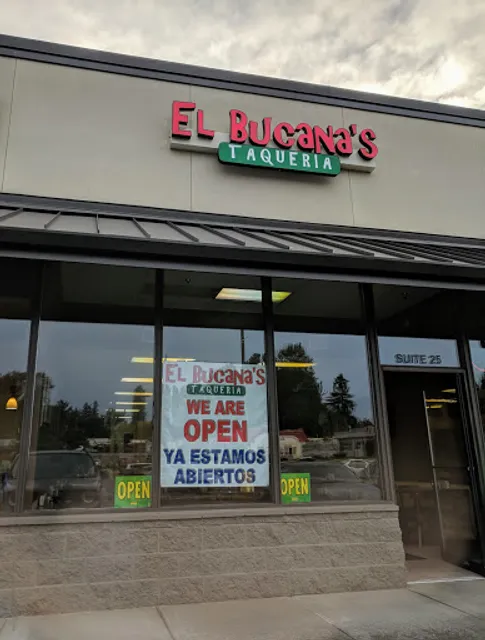 EL BUCANA'S
TAQUERIA
SUITE 25
EL BUCANA'S
TAQUERIA
WE ARE
OPEN
YA ESTAMOS
ABIERTOS
OPEN
OPEN